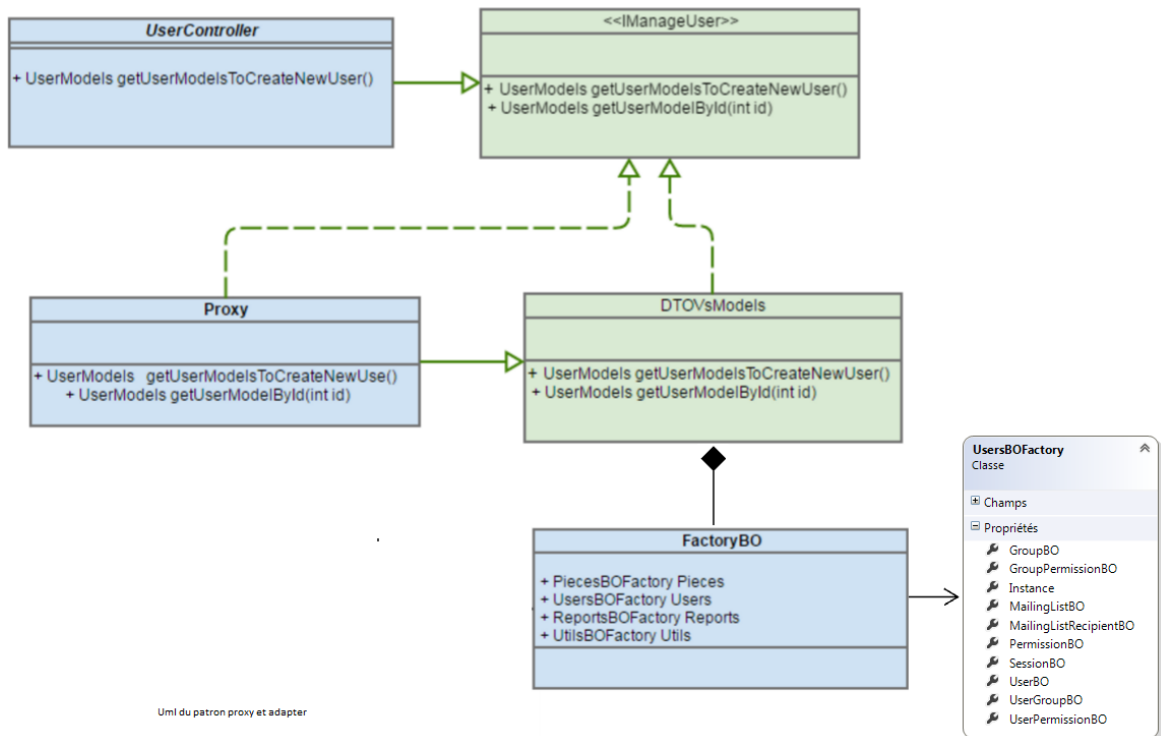 UserController
+ UserModels getUserModelsToCreateNewUser()
<<IManageUser>>
+ UserModels getUserModelsToCreateNewUser()
+ UserModels getUserModelById(int id)
Proxy
+ UserModels getUserModelsToCreateNewUse()
+ UserModels getUserModelById(int id)
DTOVsModels
+ UserModels getUserModelsToCreateNewUser()
+ UserModels getUserModelById(int id)
FactoryBO
+ PiecesBOFactory Pieces
+ UsersBOFactory Users
+ ReportsBOFactory Reports
+ UtilsBOFactory Utils
UsersBOFactory
Classe
Champs
Propriétés
GroupBO
GroupPermissionBO
Instance
MailingListBO
MailingListRecipientBO
PermissionBO
SessionBO
UserBO
UserGroupBO
UserPermissionBO
Uml du patron proxy et adapter